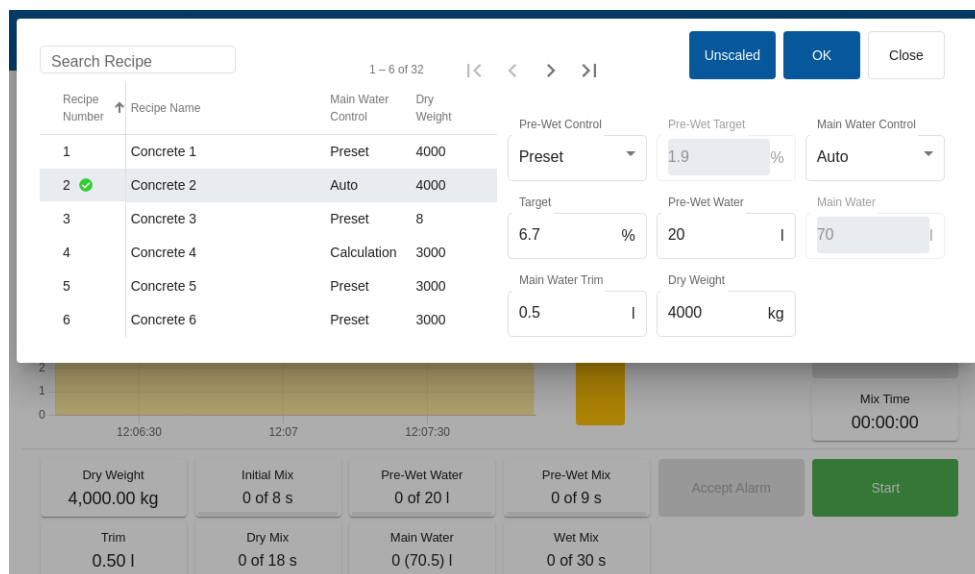 Search Recipe
1 – 6 of 32
Unscaled
OK
Close
Recipe Number
Recipe Name
Main Water Control
Dry Weight
1 Concrete 1 Preset 4000
2 Concrete 2 Auto 4000
3 Concrete 3 Preset 8
4 Concrete 4 Calculation 3000
5 Concrete 5 Preset 3000
6 Concrete 6 Preset 3000
Pre-Wet Control
Preset
Pre-Wet Target
1.9 %
Main Water Control
Auto
Target
6.7 %
Pre-Wet Water
20 l
Main Water
70 l
Main Water Trim
0.5 l
Dry Weight
4000 kg
2
1
0
12:06:30 12:07 12:07:30
Mix Time
00:00:00
Dry Weight
4,000.00 kg
Initial Mix
0 of 8 s
Pre-Wet Water
0 of 20 l
Pre-Wet Mix
0 of 9 s
Accept Alarm
Start
Trim
0.50 l
Dry Mix
0 of 18 s
Main Water
0 (70.5) l
Wet Mix
0 of 30 s